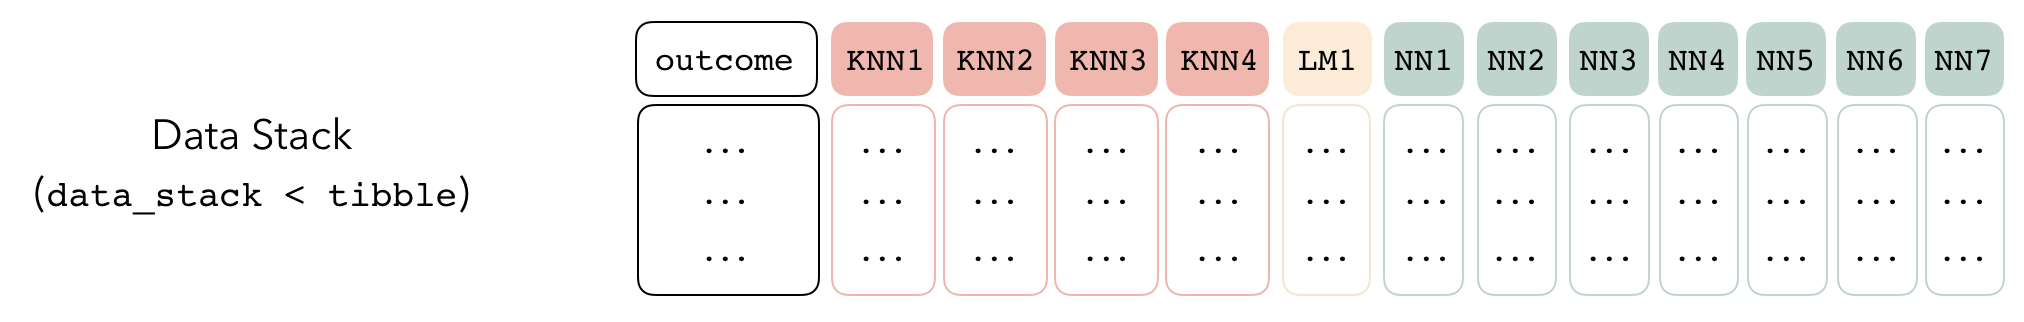 outcome KNN1 KNN2 KNN3 KNN4 LM1 NN1 NN2 NN3 NN4 NN5 NN6 NN7
Data Stack
(data_stack < tibble)
... ... ... ... ... ... ... ... ... ... ... ... ...
... ... ... ... ... ... ... ... ... ... ... ... ...
... ... ... ... ... ... ... ... ... ... ... ... ...